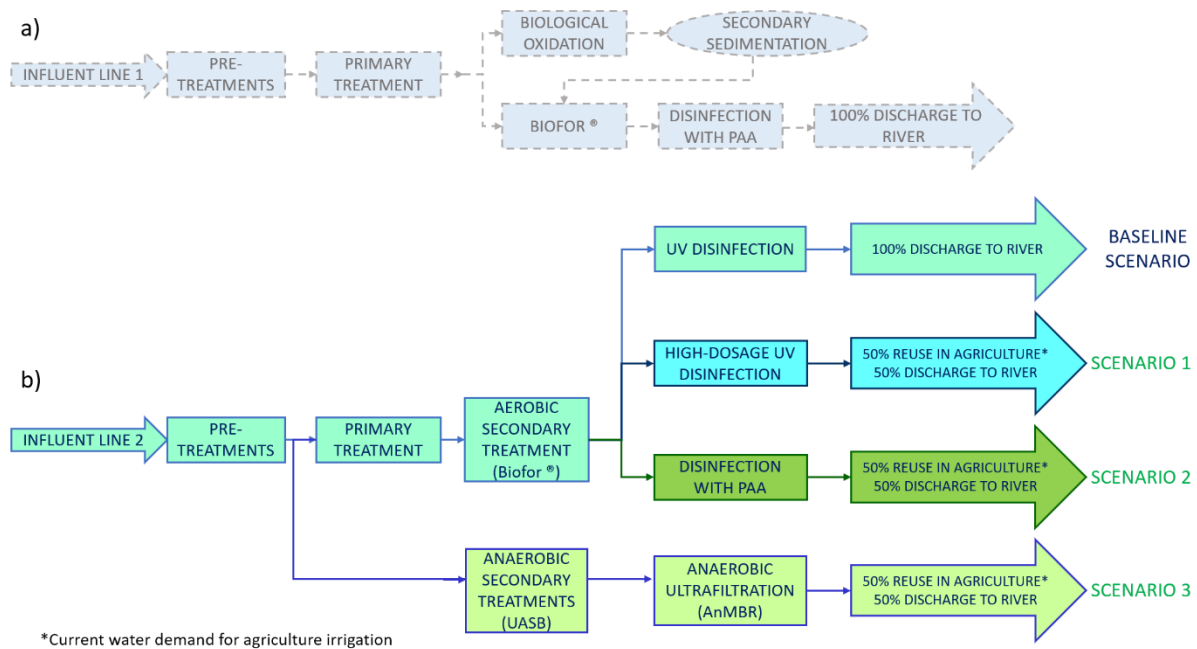 a)
INFLUENT LINE 1
PRE-
TREATMENTS
PRIMARY
TREATMENT
BIOLOGICAL
OXIDATION
SECONDARY
SEDIMENTATION
BIOFOR ®
DISINFECTION
WITH PAA
100% DISCHARGE TO
RIVER
b)
INFLUENT LINE 2
PRE-
TREATMENTS
PRIMARY
TREATMENT
AEROBIC
SECONDARY
TREATMENT
(Biofor ®)
UV DISINFECTION
100% DISCHARGE TO RIVER
BASELINE
SCENARIO
HIGH-DOSAGE UV
DISINFECTION
50% REUSE IN AGRICULTURE*
50% DISCHARGE TO RIVER
SCENARIO 1
DISINFECTION
WITH PAA
50% REUSE IN AGRICULTURE*
50% DISCHARGE TO RIVER
SCENARIO 2
ANAEROBIC
SECONDARY
TREATMENTS
(UASB)
ANAEROBIC
ULTRAFILTRATION
(AnMBR)
50% REUSE IN AGRICULTURE*
50% DISCHARGE TO RIVER
SCENARIO 3
*Current water demand for agriculture irrigation